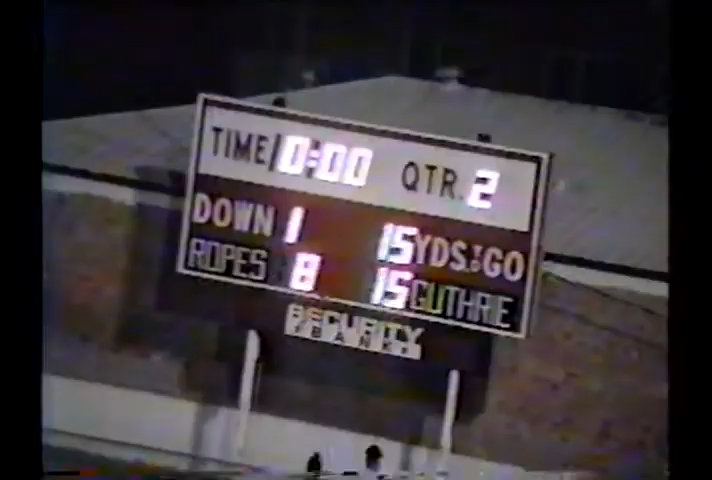 TIME 0:00 QTR. 2
DOWN 1 15 YDS. TO GO
ROPES 8 15 GUTHRIE
SECURITY